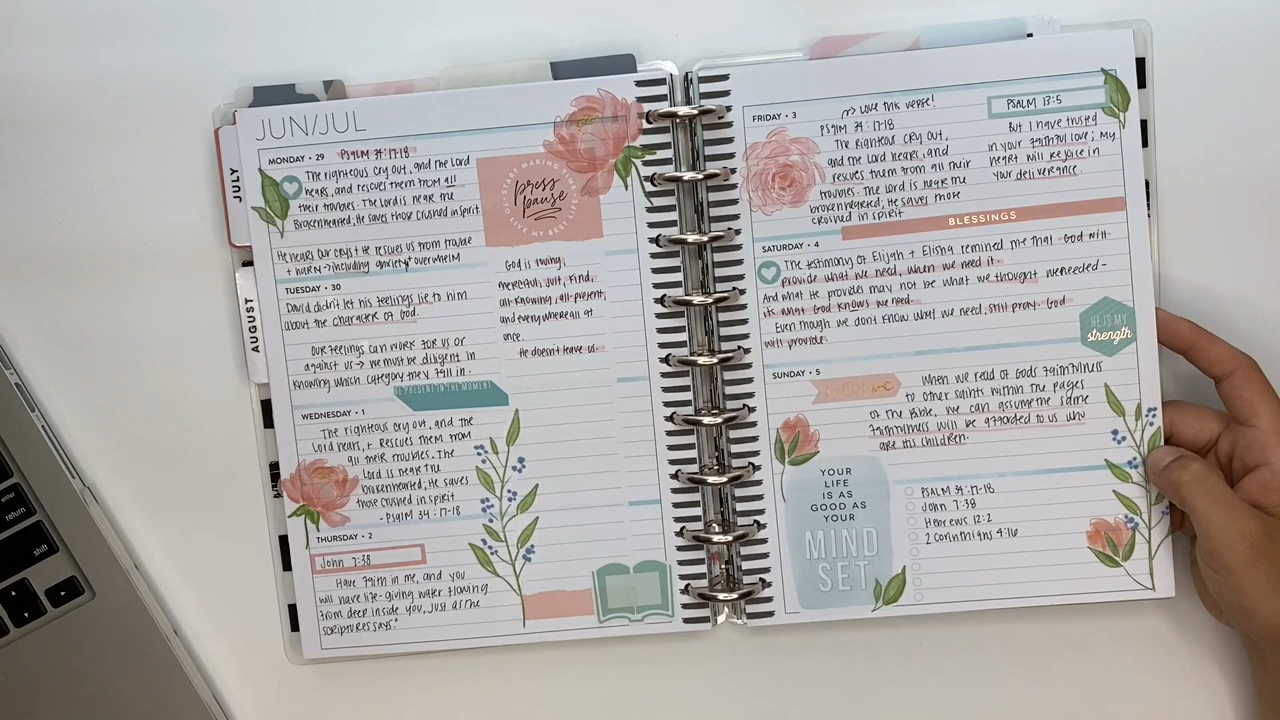 JUN/JUL
MONDAY • 29
Psalm 34:17-18
The righteous cry out, and the Lord
hears, and rescues them from all
their troubles. The Lord is near the
Brokenhearted; He saves those crushed in spirit
He hears our crys + He rescues us from trouble
+ harm → including anxiety + overwhelm
START MAKING TIME
press
pause
TO LIVE MY BEST LIFE
God is loving,
merciful, just, kind,
all-knowing, all-present,
and everywhere all at
once.
He doesn't leave us.
TUESDAY • 30
David didn't let his feelings lie to him
about the character of God.
Our feelings can work for us or
against us → we must be diligent in
knowing which category they fall in.
BE PRESENT IN THE MOMENT
WEDNESDAY • 1
The righteous cry out, and the
Lord hears, + rescues them from
all their troubles. The
Lord is near the
brokenhearted; He saves
those crushed in spirit
- Psalm 34:17-18
THURSDAY • 2
John 7:38
Have faith in me, and you
will have life-giving water flowing
from deep inside you, just as the
scriptures says."
FRIDAY • 3
Love this verse!
Psalm 34:17-18
The righteous cry out,
and the Lord hears, and
rescues them from all their
troubles. The Lord is near the
brokenhearted; He saves those
crushed in spirit
PSALM 13:5
But I have trusted
in your faithful love; my
heart will rejoice in
your deliverance.
BLESSINGS
SATURDAY • 4
The testimony of Elijah + Elisha reminded me that God will
provide what we need, when we need it.
And what He provides may not be what we thought we needed-
its what God knows we need.
Even though we don't know what we need, still pray. God
will provide.
HE IS MY
strength
SUNDAY • 5
When we read of Gods faithfulness
to other saints within the pages
of the Bible, we can assume the same
faithfulness will be afforded to us who
are His children.
YOUR
LIFE
IS AS
GOOD AS
YOUR
MIND
SET
PSALM 34:17-18
John 7:38
Hebrews 12:2
2 corinthians 4:16
JULY
AUGUST
enter
return
shift